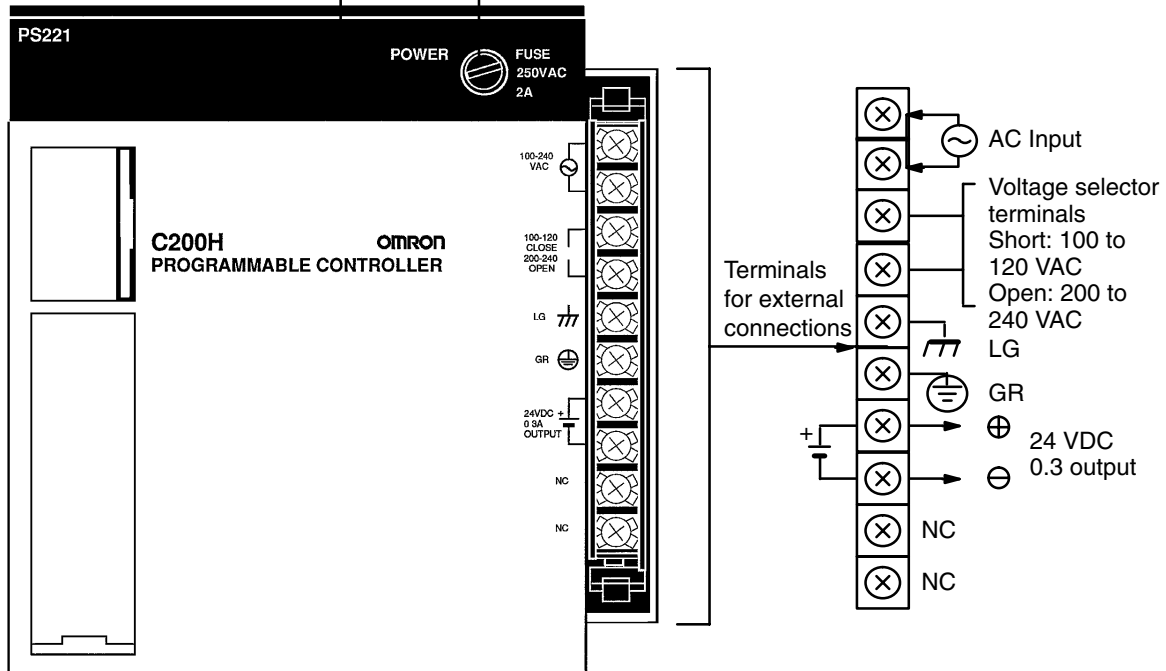 PS221
POWER
FUSE
250VAC
2A
100-240
VAC
C200H
OMRON
PROGRAMMABLE CONTROLLER
100-120
CLOSE
200-240
OPEN
LG
GR
24VDC +
0 3A
OUTPUT
NC
NC
Terminals
for external
connections
AC Input
Voltage selector
terminals
Short: 100 to
120 VAC
Open: 200 to
240 VAC
LG
GR
+
24 VDC
0.3 output
NC
NC